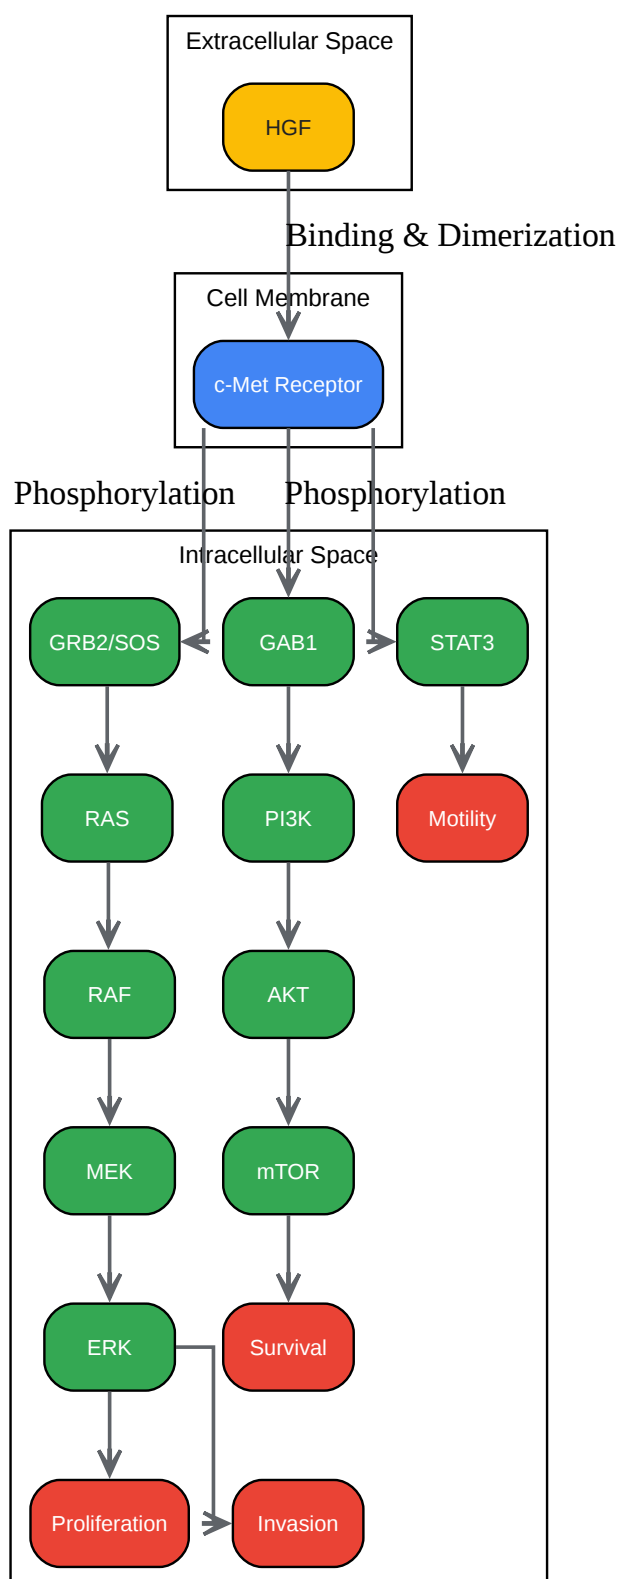 Extracellular Space
HGF
Binding & Dimerization
Cell Membrane
c-Met Receptor
Phosphorylation Phosphorylation
Intracellular Space
GRB2/SOS GAB1 STAT3
RAS PI3K Motility
RAF AKT
MEK mTOR
ERK Survival
Proliferation Invasion